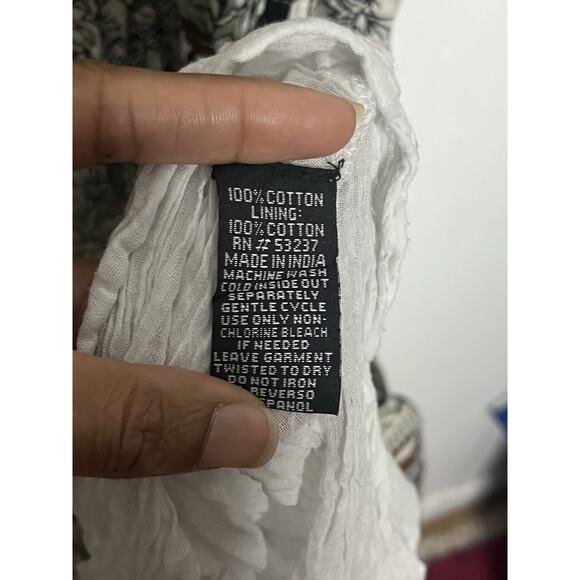 100% COTTON
LINING:
100% COTTON
RN # 53237
MADE IN INDIA
MACHINE WASH
COLD INSIDE OUT
SEPARATELY
GENTLE CYCLE
USE ONLY NON-
CHLORINE BLEACH
IF NEEDED
LEAVE GARMENT
TWISTED TO DRY
DO NOT IRON
REVERSO